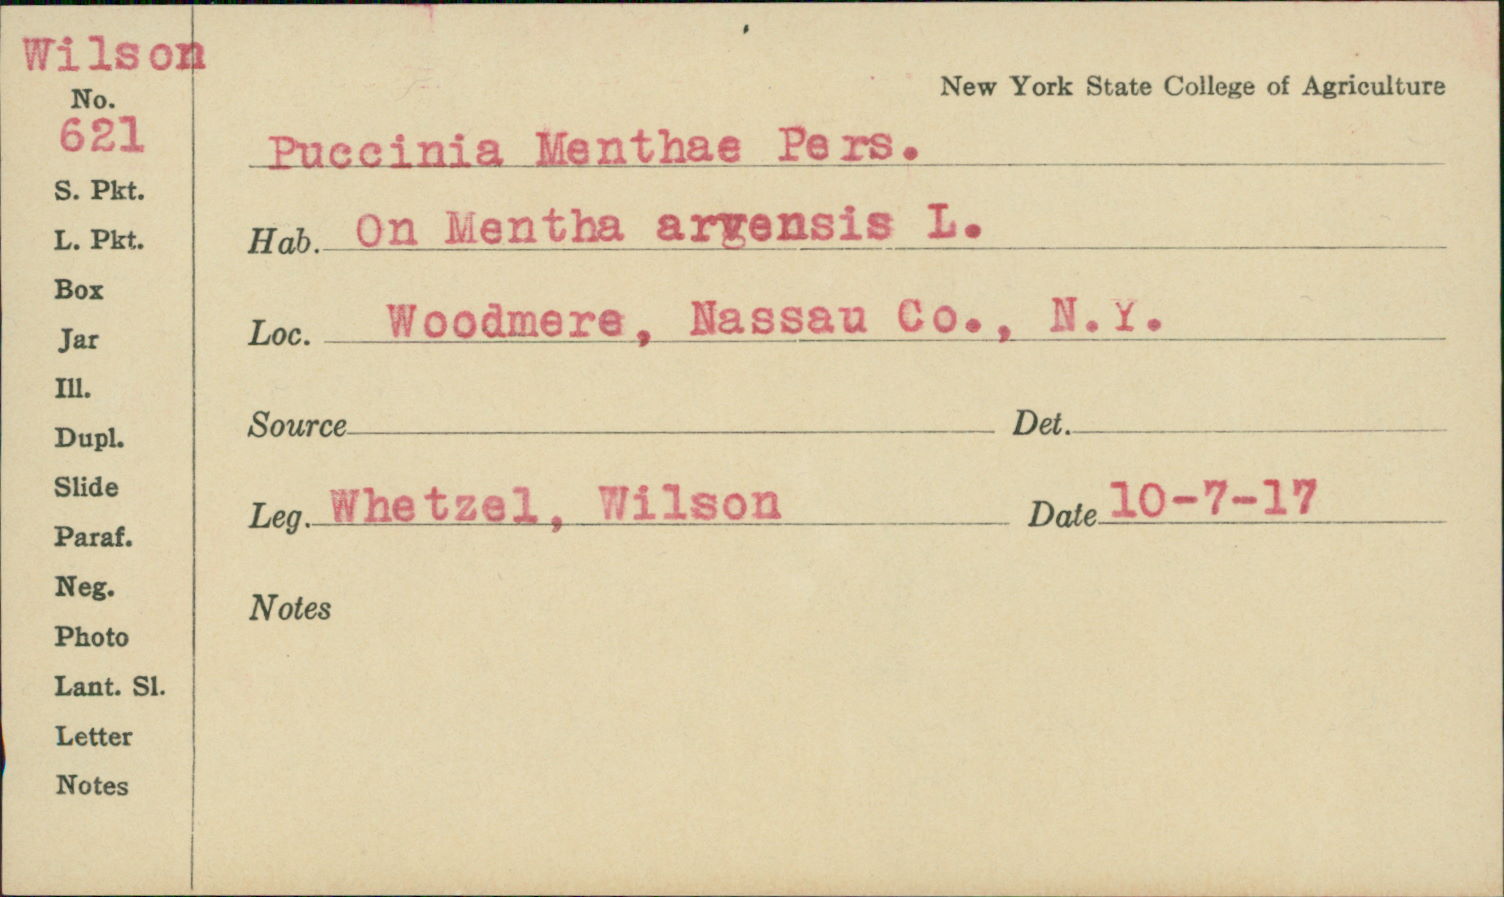 Wilson
No.
621
S. Pkt.
L. Pkt.
Box
Jar
Ill.
Dupl.
Slide
Paraf.
Neg.
Photo
Lant. Sl.
Letter
Notes
New York State College of Agriculture
Puccinia Menthae Pers.
Hab. On Mentha arvensis L.
Loc. Woodmere, Nassau Co., N.Y.
Source Det.
Leg. Whetzel, Wilson Date 10-7-17
Notes